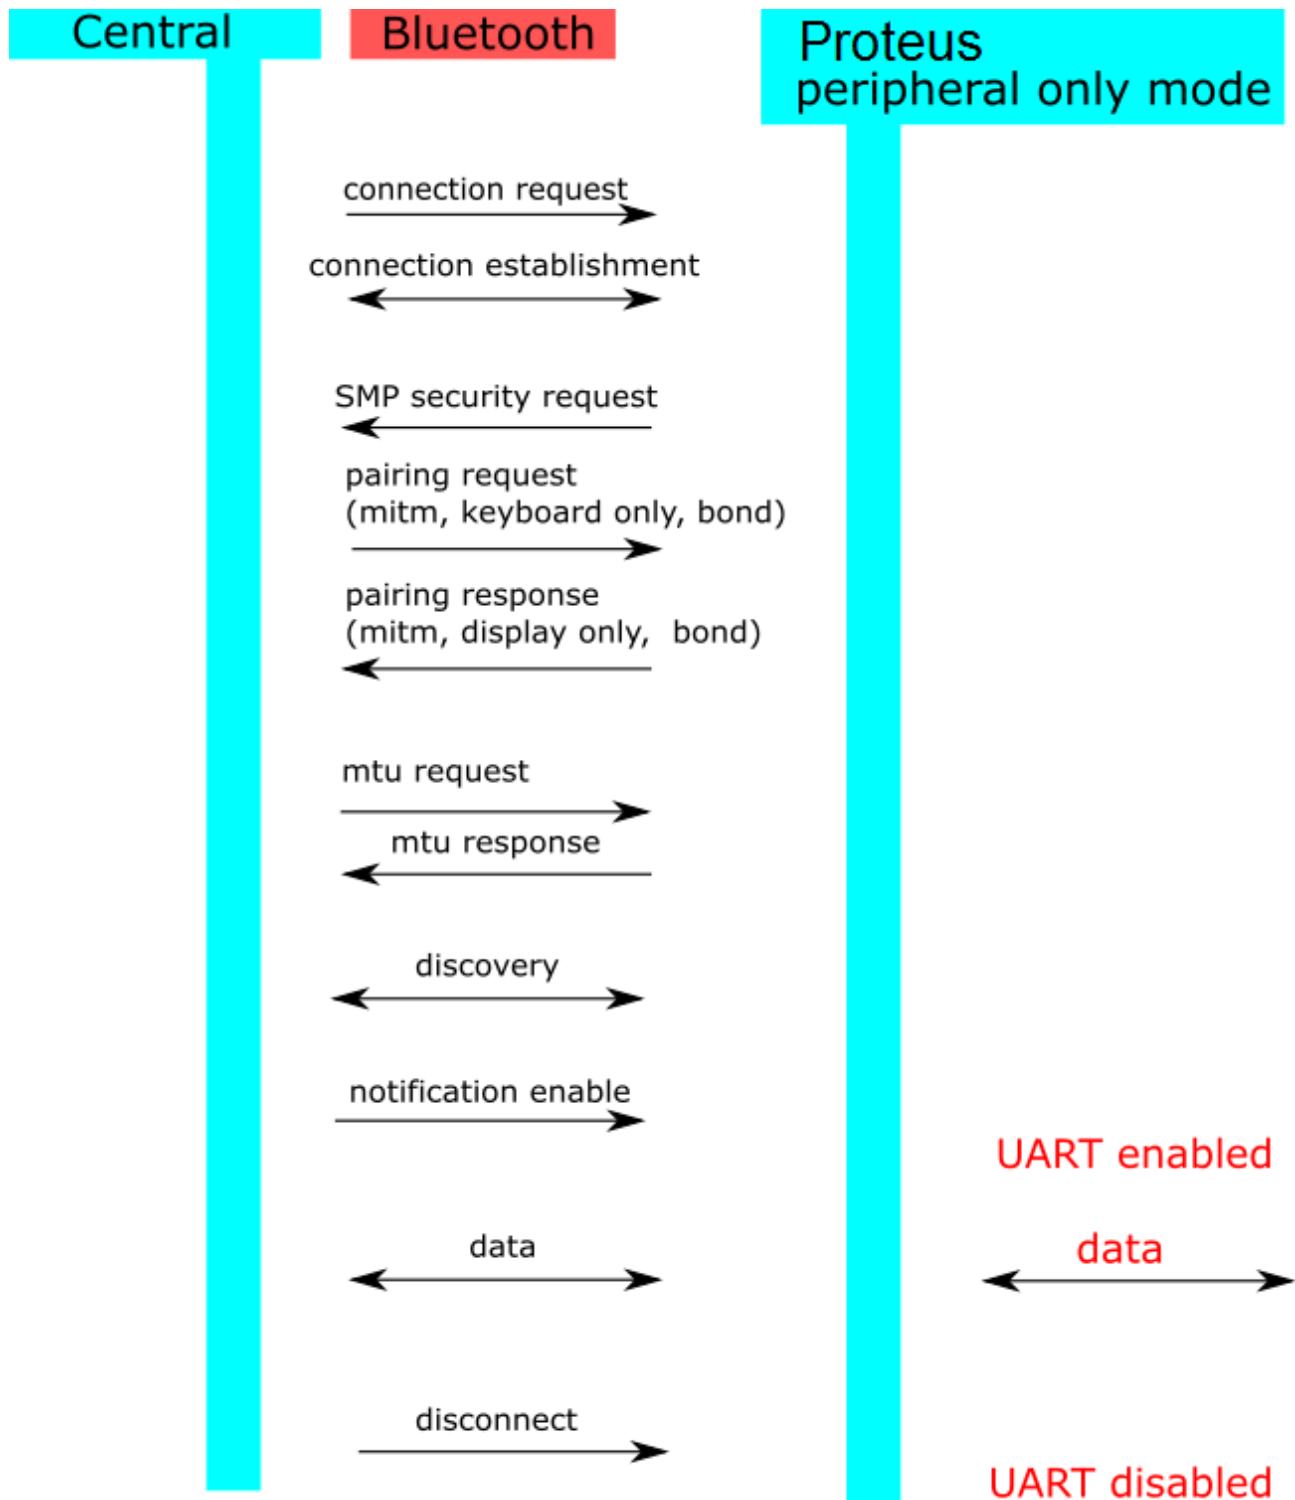 Central
Bluetooth
Proteus
peripheral only mode
connection request
connection establishment
SMP security request
pairing request
(mitm, keyboard only, bond)
pairing response
(mitm, display only,  bond)
mtu request
mtu response
discovery
notification enable
UART enabled
data
data
disconnect
UART disabled